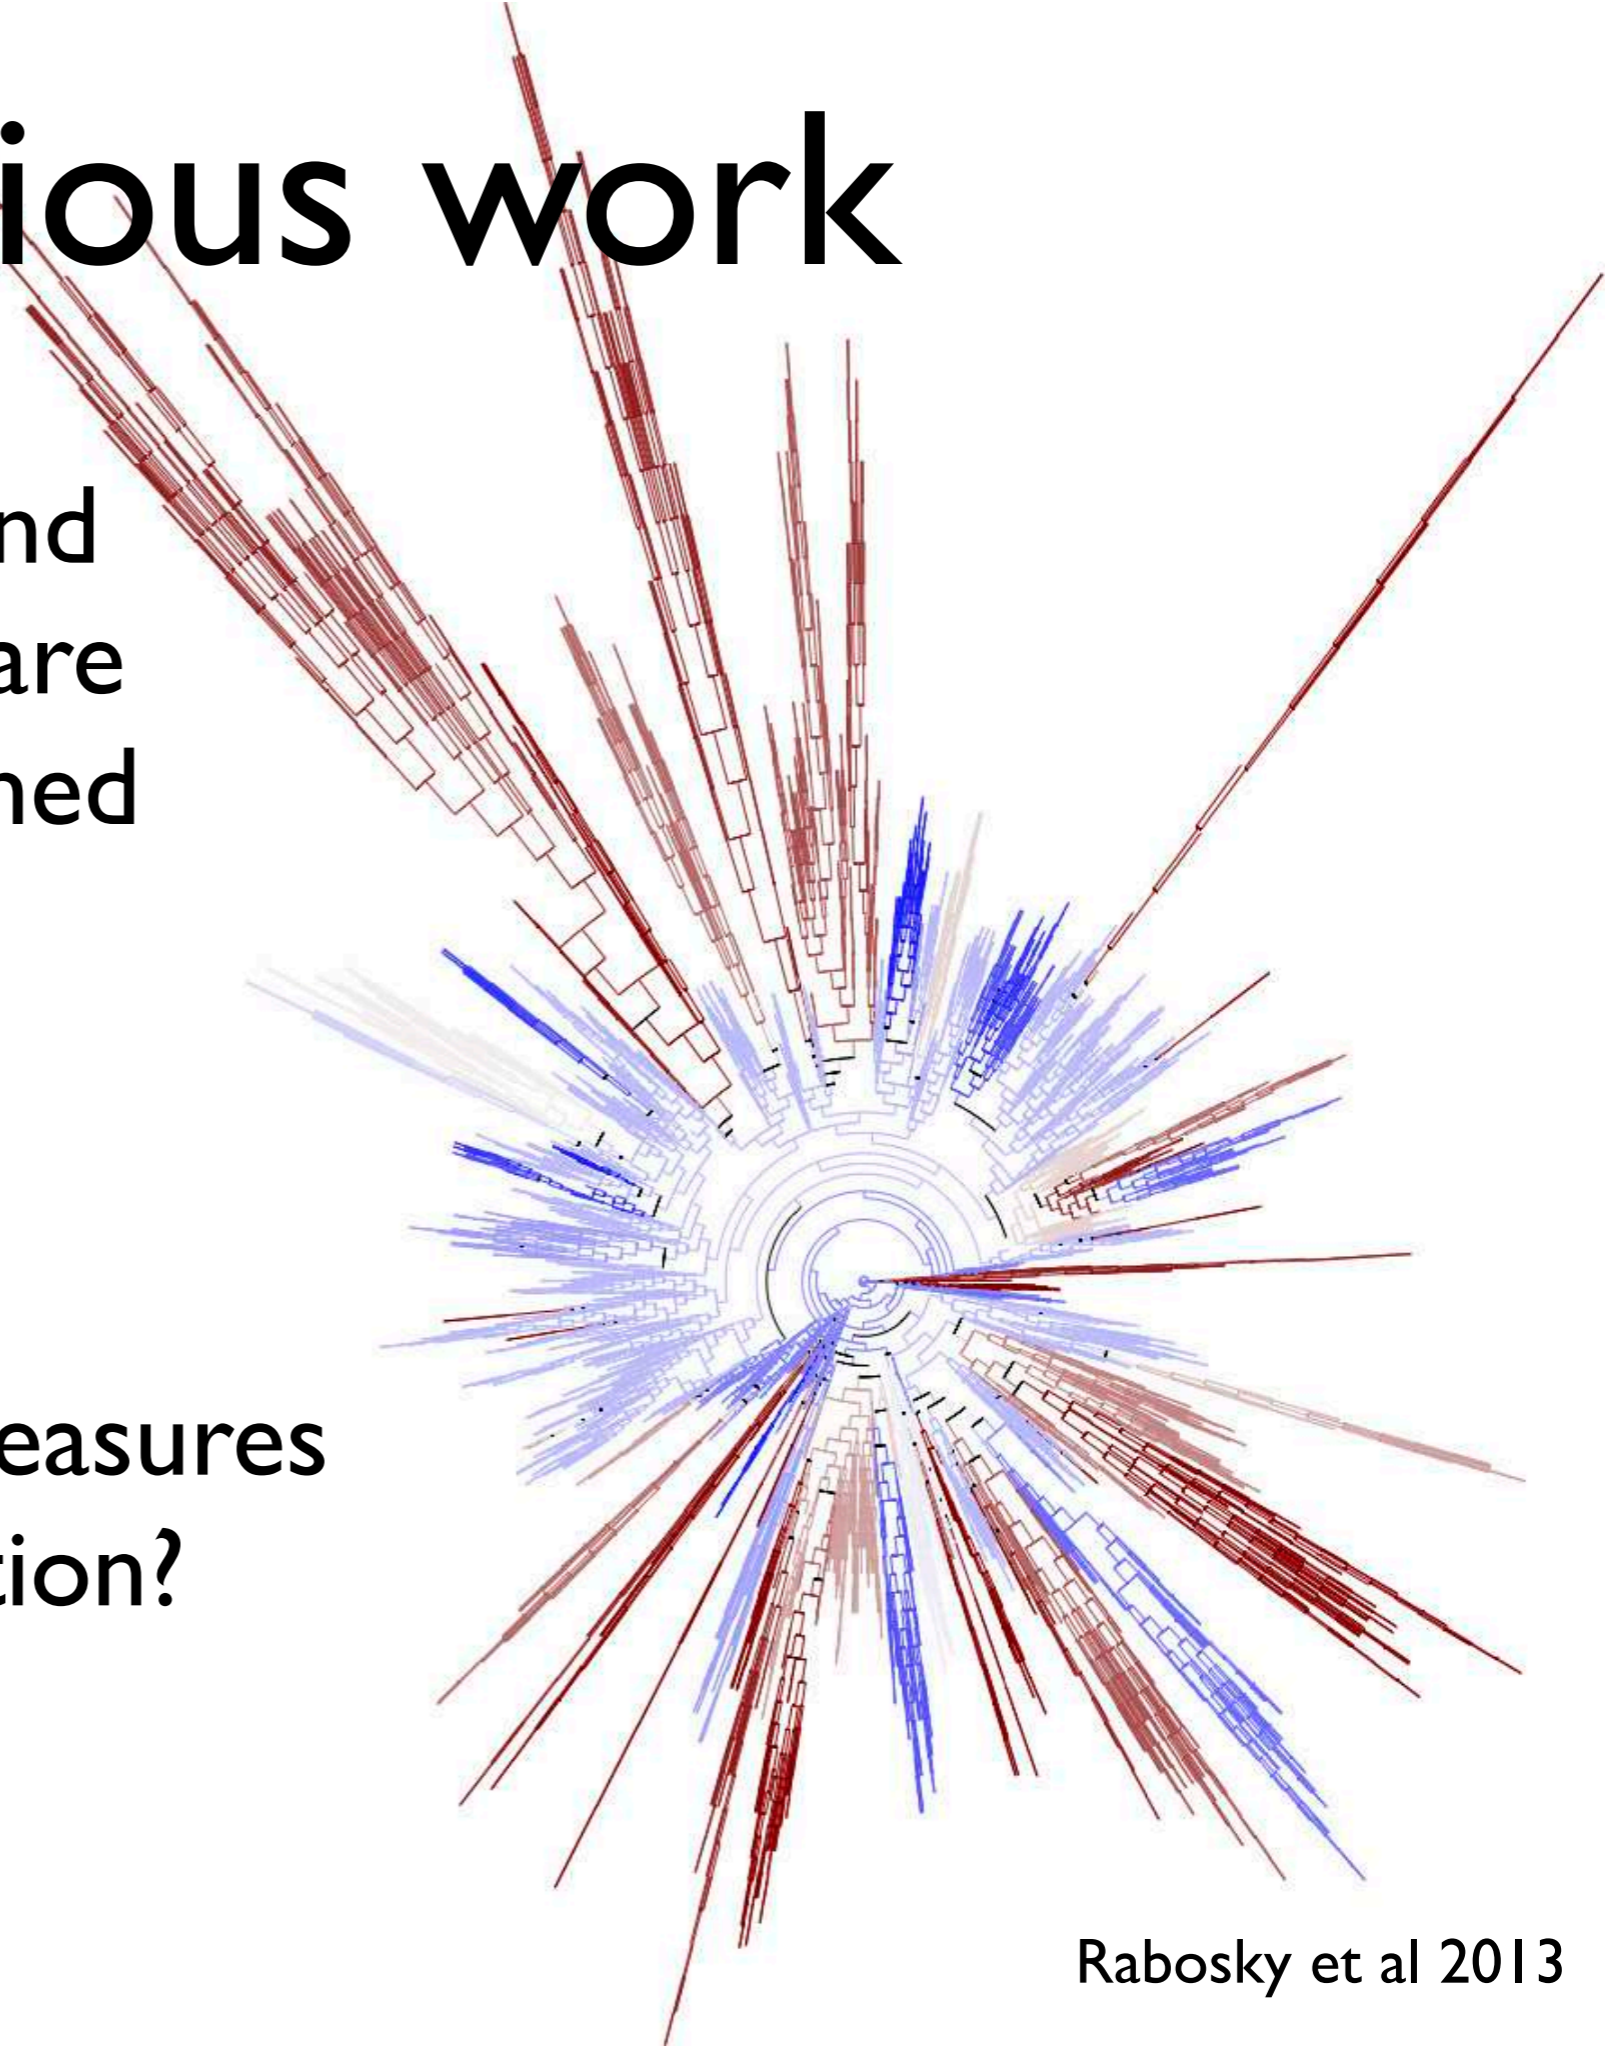 ious work
nd
are
ned
easures
tion?
Rabosky et al 2013